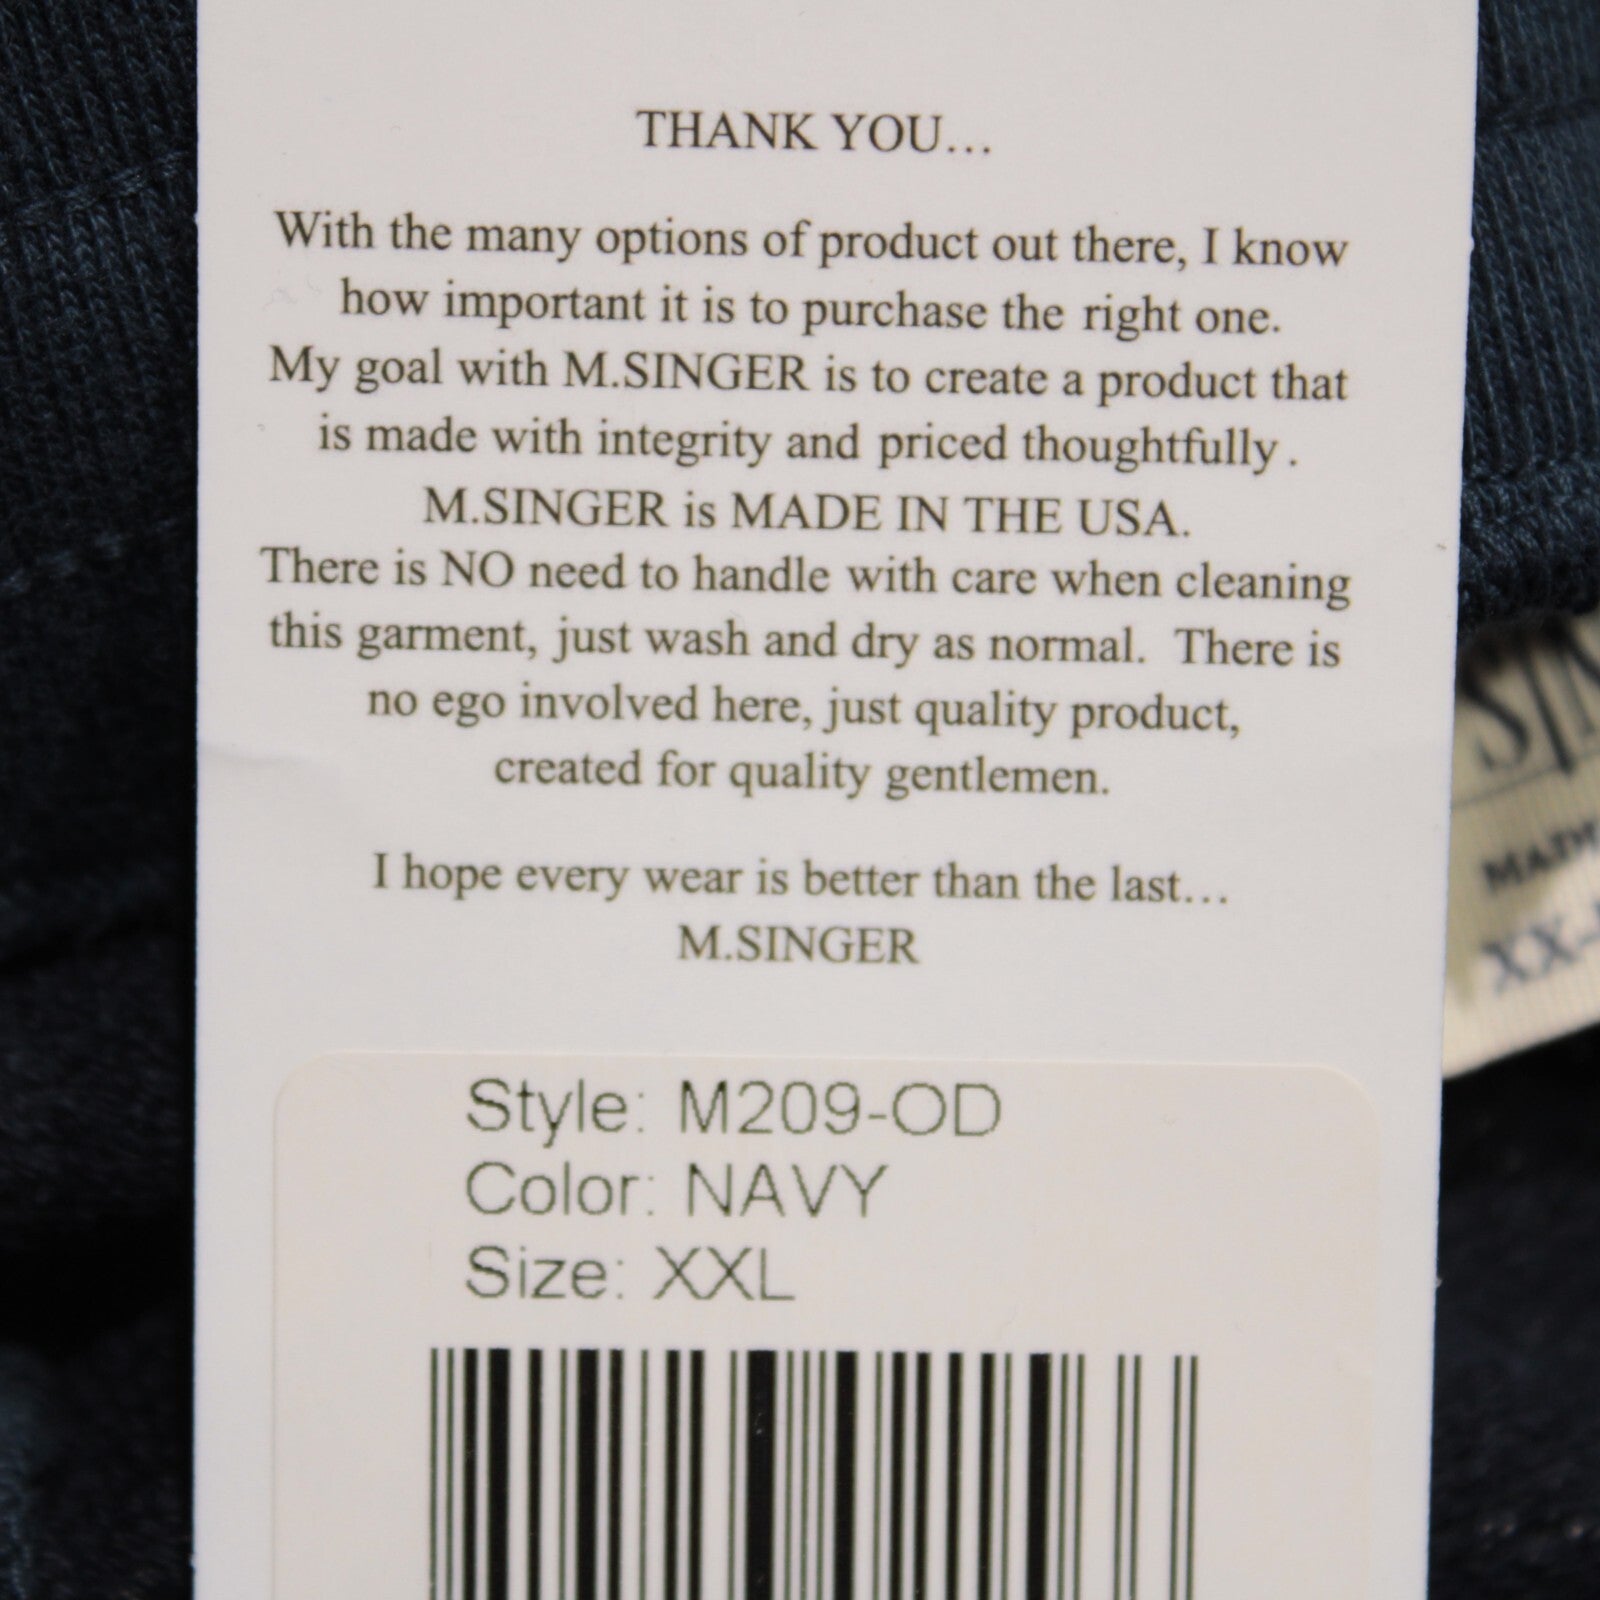 THANK YOU...
With the many options of product out there, I know
how important it is to purchase the right one.
My goal with M.SINGER is to create a product that
is made with integrity and priced thoughtfully .
M.SINGER is MADE IN THE USA.
There is NO need to handle with care when cleaning
this garment, just wash and dry as normal. There is
no ego involved here, just quality product,
created for quality gentlemen.
I hope every wear is better than the last...
M.SINGER
Style: M209-OD
Color: NAVY
Size: XXL
SIN
MADE
XX-